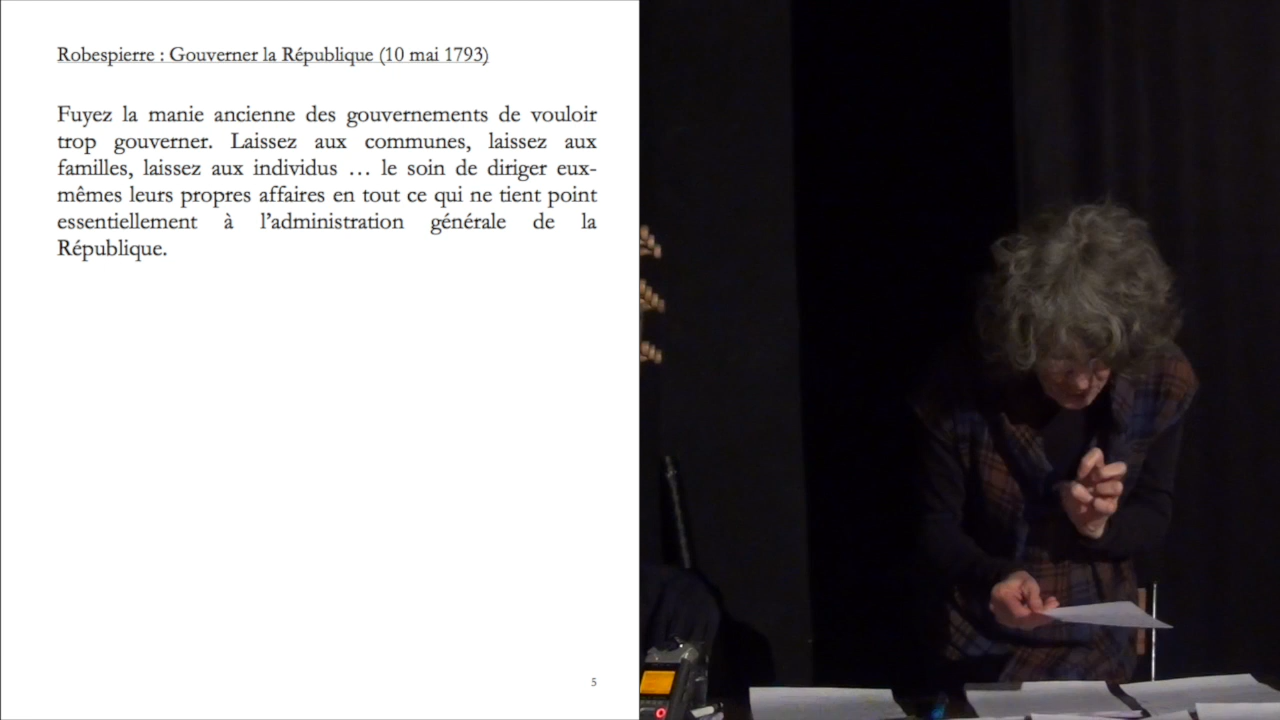 Robespierre : Gouverner la République (10 mai 1793)
Fuyez la manie ancienne des gouvernements de vouloir
trop gouverner. Laissez aux communes, laissez aux
familles, laissez aux individus … le soin de diriger eux-
mêmes leurs propres affaires en tout ce qui ne tient point
essentiellement à l’administration générale de la
République.
5